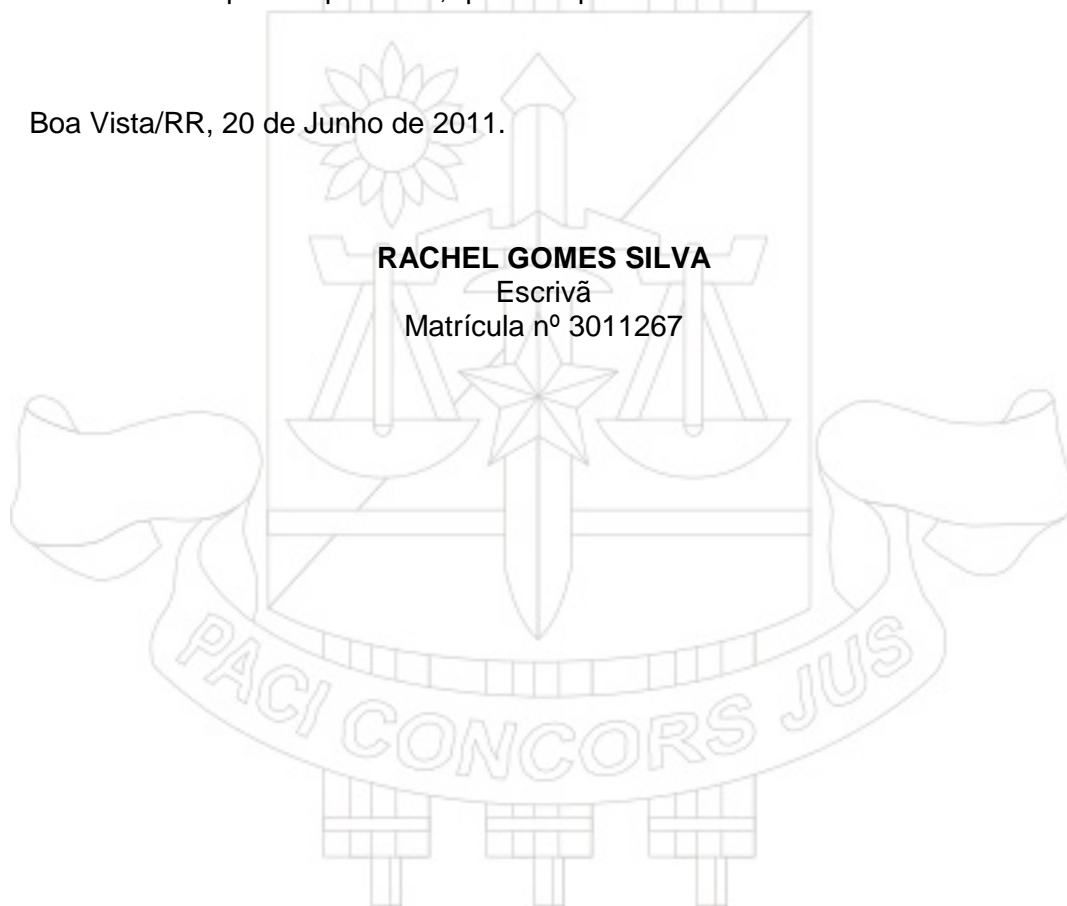 Boa Vista/RR, 20 de Junho de 2011.
RACHEL GOMES SILVA
Escrivã
Matrícula nº 3011267
PACI CONCORS JUS